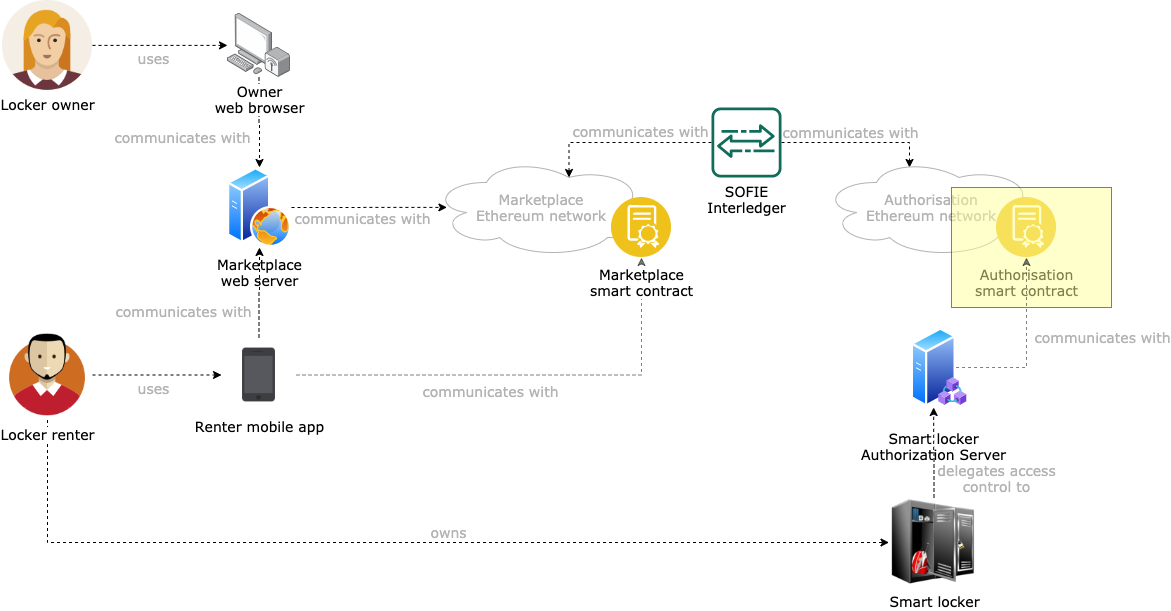 Locker owner
uses
Owner
web browser
communicates with
communicates with
SOFIE
Interledger
communicates with
Marketplace
Ethereum network
Authorisation
Ethereum network
communicates with
Marketplace
web server
Marketplace
smart contract
Authorisation
smart contract
communicates with
communicates with
Locker renter
uses
Renter mobile app
communicates with
Smart locker
Authorization Server
delegates access
control to
owns
Smart locker